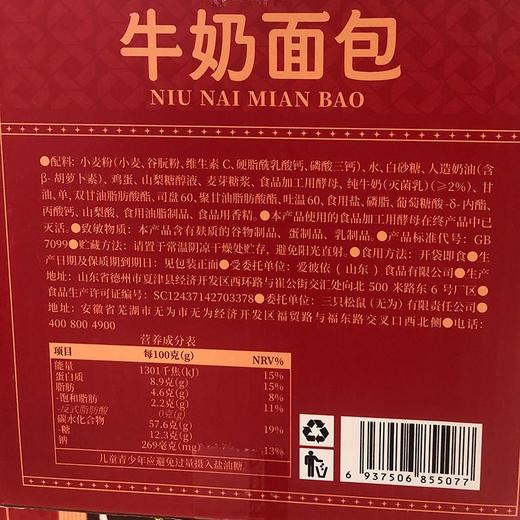 牛奶面包
NIU NAI MIAN BAO
●配料: 小麦粉(小麦、谷朊粉、维生素C、硬脂酰乳酸钙、磷酸三钙)、水、白砂糖、人造奶油(含
β-胡萝卜素)、鸡蛋、山梨糖醇液、麦芽糖浆、食品加工用酵母、纯牛奶(灭菌乳)(≥2%)、甘
油、单,双甘油脂肪酸酯、司盘60、聚甘油脂肪酸酯、吐温60、食用盐、磷脂、葡萄糖酸-δ-内酯、
丙酸钙、山梨酸、食用油脂制品、食品用香精。●本产品使用的食品加工用酵母在终产品中已
灭活。●致敏物质: 本产品含有麸质的谷物制品、蛋制品、乳制品。●产品标准代号: GB
7099●贮藏方法: 请置于常温阴凉干燥处贮存, 避免阳光直射。●食用方法: 开袋即食●生
产日期及保质期到期日: 见包装正面●受委托单位: 爱彼依(山东)食品有限公司●生产
地址: 山东省德州市夏津县经济开发区西环路与崔公街交汇处向北500米路东6号厂区●
食品生产许可证编号: SC12437142703378●委托单位: 三只松鼠(无为)有限责任公司●
地址: 安徽省芜湖市无为市无为经济开发区福贸路与福东路交叉口西北侧●电话:
400 800 4900
营养成分表
项目 每100克(g) NRV%
能量 1301千焦(kJ) 15%
蛋白质 8.9克(g) 15%
脂肪 4.6克(g) 8%
-饱和脂肪 2.2克(g) 11%
-反式脂肪酸 0克(g)
碳水化合物 57.6克(g) 19%
-糖 12.3克(g)
钠 269毫克(mg) 13%
儿童青少年应避免过量摄入盐油糖
6 937506 855077